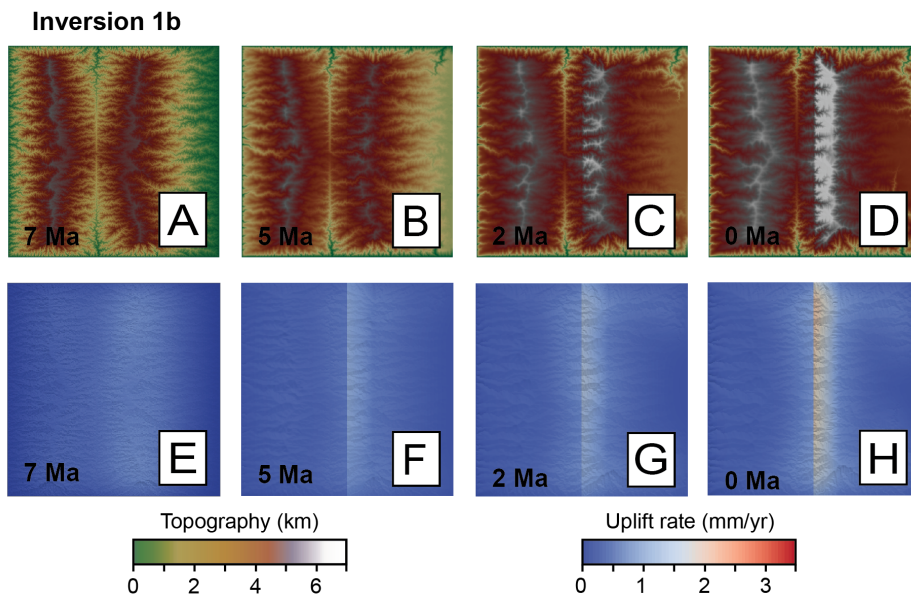 Inversion 1b
A
7 Ma
B
5 Ma
C
2 Ma
D
0 Ma
E
7 Ma
F
5 Ma
G
2 Ma
H
0 Ma
Topography (km)
0 2 4 6
Uplift rate (mm/yr)
0 1 2 3